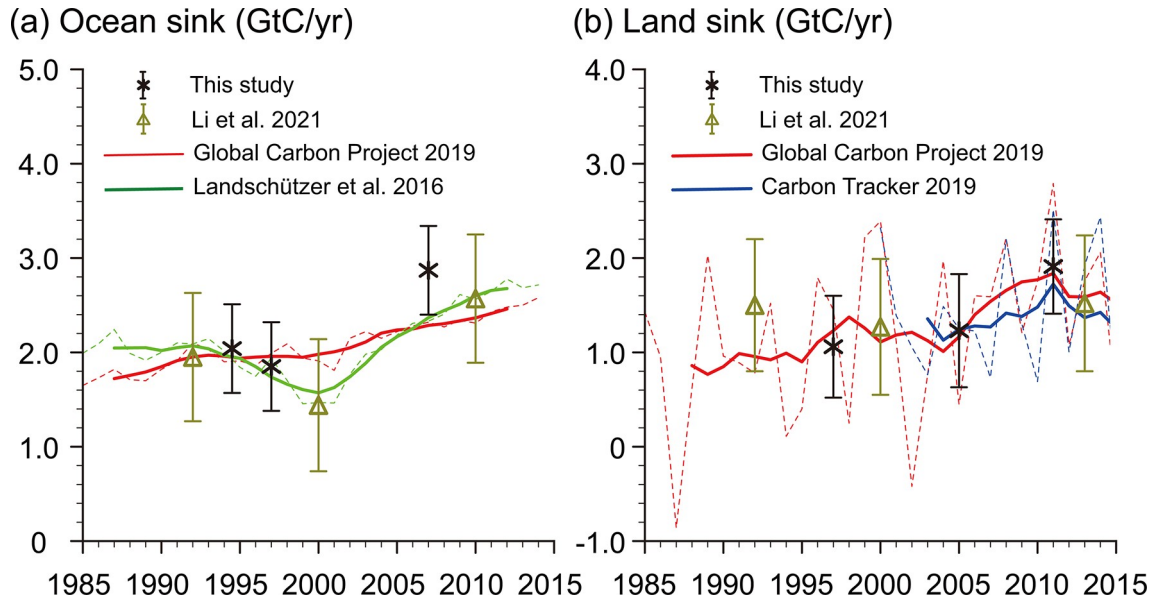 (a) Ocean sink (GtC/yr)
5.0
4.0
3.0
2.0
1.0
0
This study
Li et al. 2021
Global Carbon Project 2019
Landschützer et al. 2016
1985 1990 1995 2000 2005 2010 2015
(b) Land sink (GtC/yr)
4.0
3.0
2.0
1.0
0
-1.0
This study
Li et al. 2021
Global Carbon Project 2019
Carbon Tracker 2019
1985 1990 1995 2000 2005 2010 2015